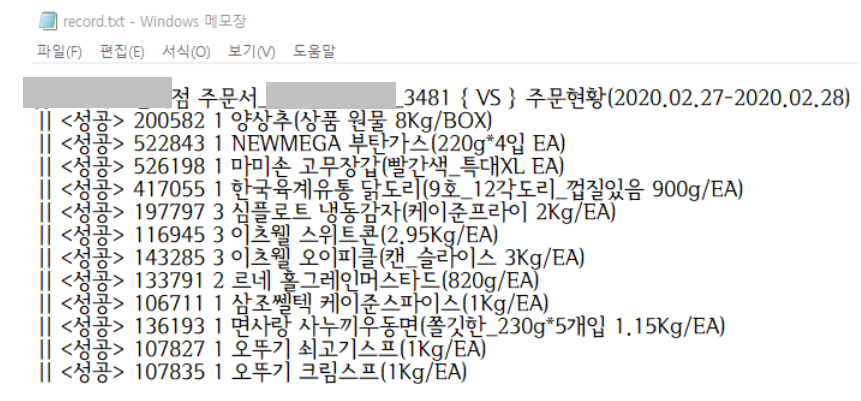 record.txt - Windows 메모장
파일(F) 편집(E) 서식(O) 보기(V) 도움말
점 주문서_ _3481 { VS } 주문현황(2020.02.27-2020.02.28)
|| <성공> 200582 1 양상추(상품 원물 8Kg/BOX)
|| <성공> 522843 1 NEWMEGA 부탄가스(220g*4입 EA)
|| <성공> 526198 1 마미손 고무장갑(빨간색_특대XL EA)
|| <성공> 417055 1 한국육계유통 닭도리(9호_12각도리_껍질있음 900g/EA)
|| <성공> 197797 3 심플로트 냉동감자(케이준프라이 2Kg/EA)
|| <성공> 116945 3 이츠웰 스위트콘(2.95Kg/EA)
|| <성공> 143285 3 이츠웰 오이피클(캔_슬라이스 3Kg/EA)
|| <성공> 133791 2 르네 홀그레인머스타드(820g/EA)
|| <성공> 106711 1 삼조쎌텍 케이준스파이스(1Kg/EA)
|| <성공> 136193 1 면사랑 사누끼우동면(쫄깃한_230g*5개입 1.15Kg/EA)
|| <성공> 107827 1 오뚜기 쇠고기스프(1Kg/EA)
|| <성공> 107835 1 오뚜기 크림스프(1Kg/EA)